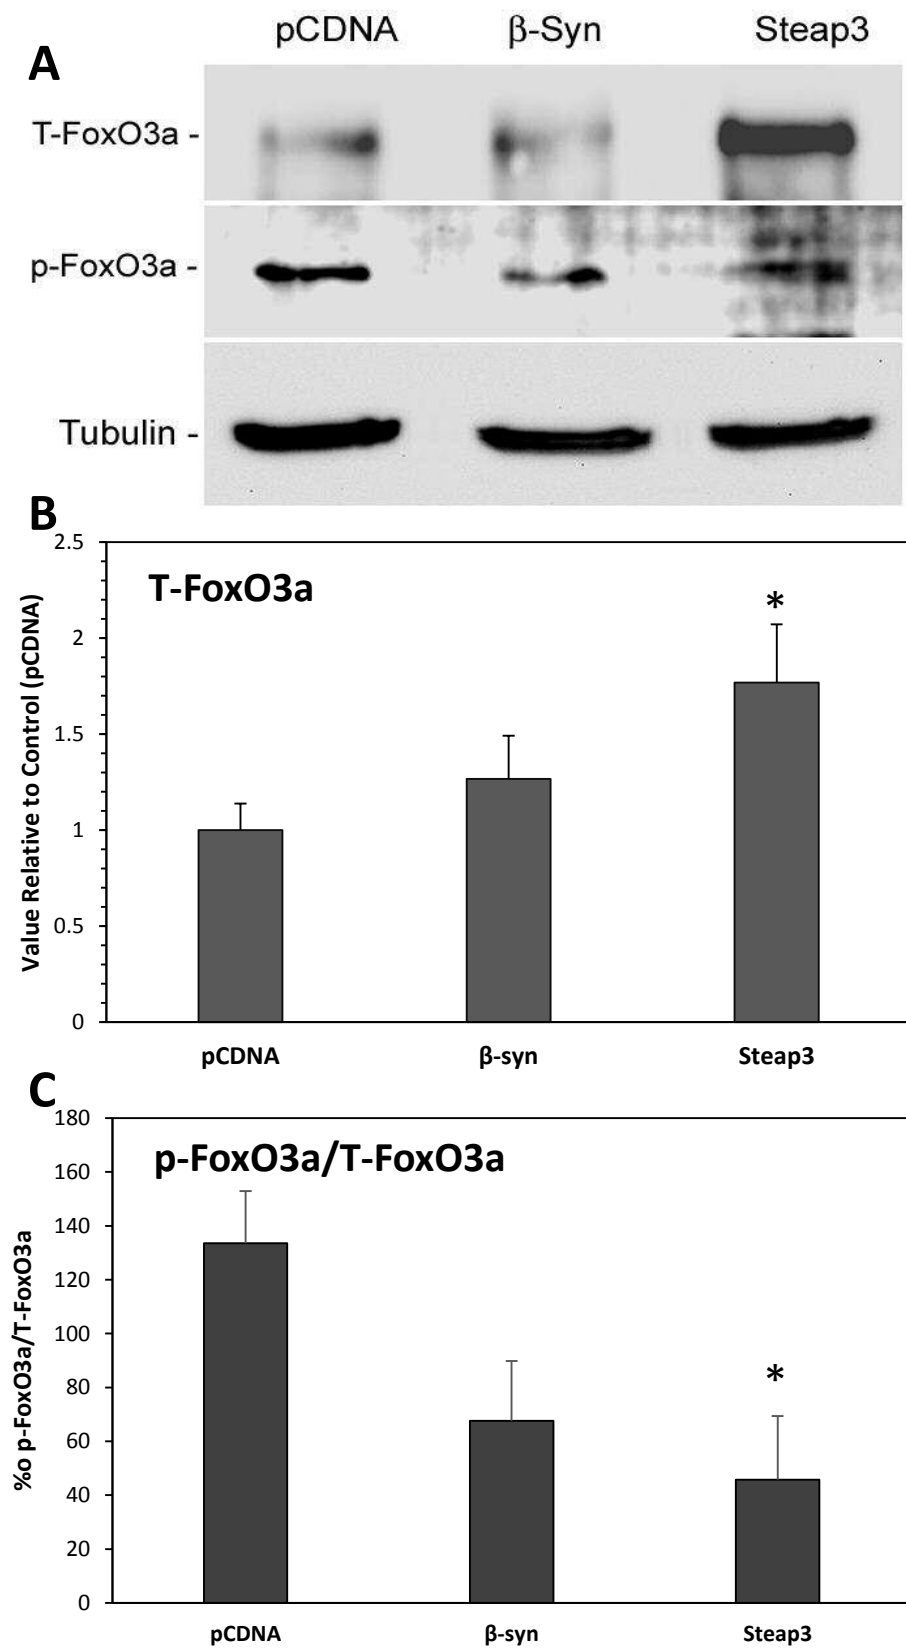 pCDNA β-Syn Steap3
A
T-FoxO3a -
p-FoxO3a -
Tubulin -
B
T-FoxO3a
*
Value Relative to Control (pCDNA)
2.5
2
1.5
1
0.5
0
pCDNA β-syn Steap3
C
p-FoxO3a/T-FoxO3a
*
%o p-FoxO3a/T-FoxO3a
180
160
140
120
100
80
60
40
20
0
pCDNA β-syn Steap3